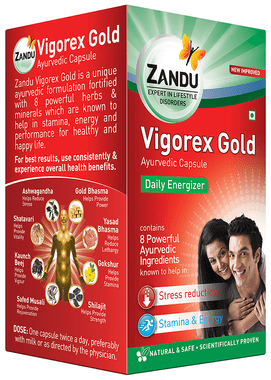 Zandu
Vigorex Gold
Ayurvedic Capsule
Zandu Vigorex Gold is a unique
ayurvedic formulation fortified
with 8 powerful herbs &
minerals which are known to
help in stamina, energy and
performance for healthy and
happy life.
For best results, use consistently &
experience overall health benefits.
Ashwagandha
Helps Reduce
Stress
Gold Bhasma
Helps Provide
Power
Shatavari
Helps
Provide
Vitality
Yasad
Bhasma
Helps
Reduce
Lethargy
Kaunch
Beej
Helps
Provide
Vigour
Gokshur
Helps
Provide
Stamina
Safed Musali
Helps
Rejuvenation
Shilajit
Helps Provide
Strength
DOSE: One capsule twice a day, preferably
with milk or as directed by the physician.
ZANDU
EXPERT IN LIFESTYLE
DISORDERS
NEW IMPROVED
Vigorex Gold
Ayurvedic Capsule
Daily Energizer
contains
8 Powerful
Ayurvedic
Ingredients
known to help in:
Stress reduction
Stamina & Energy
NATURAL & SAFE • SCIENTIFICALLY PROVEN